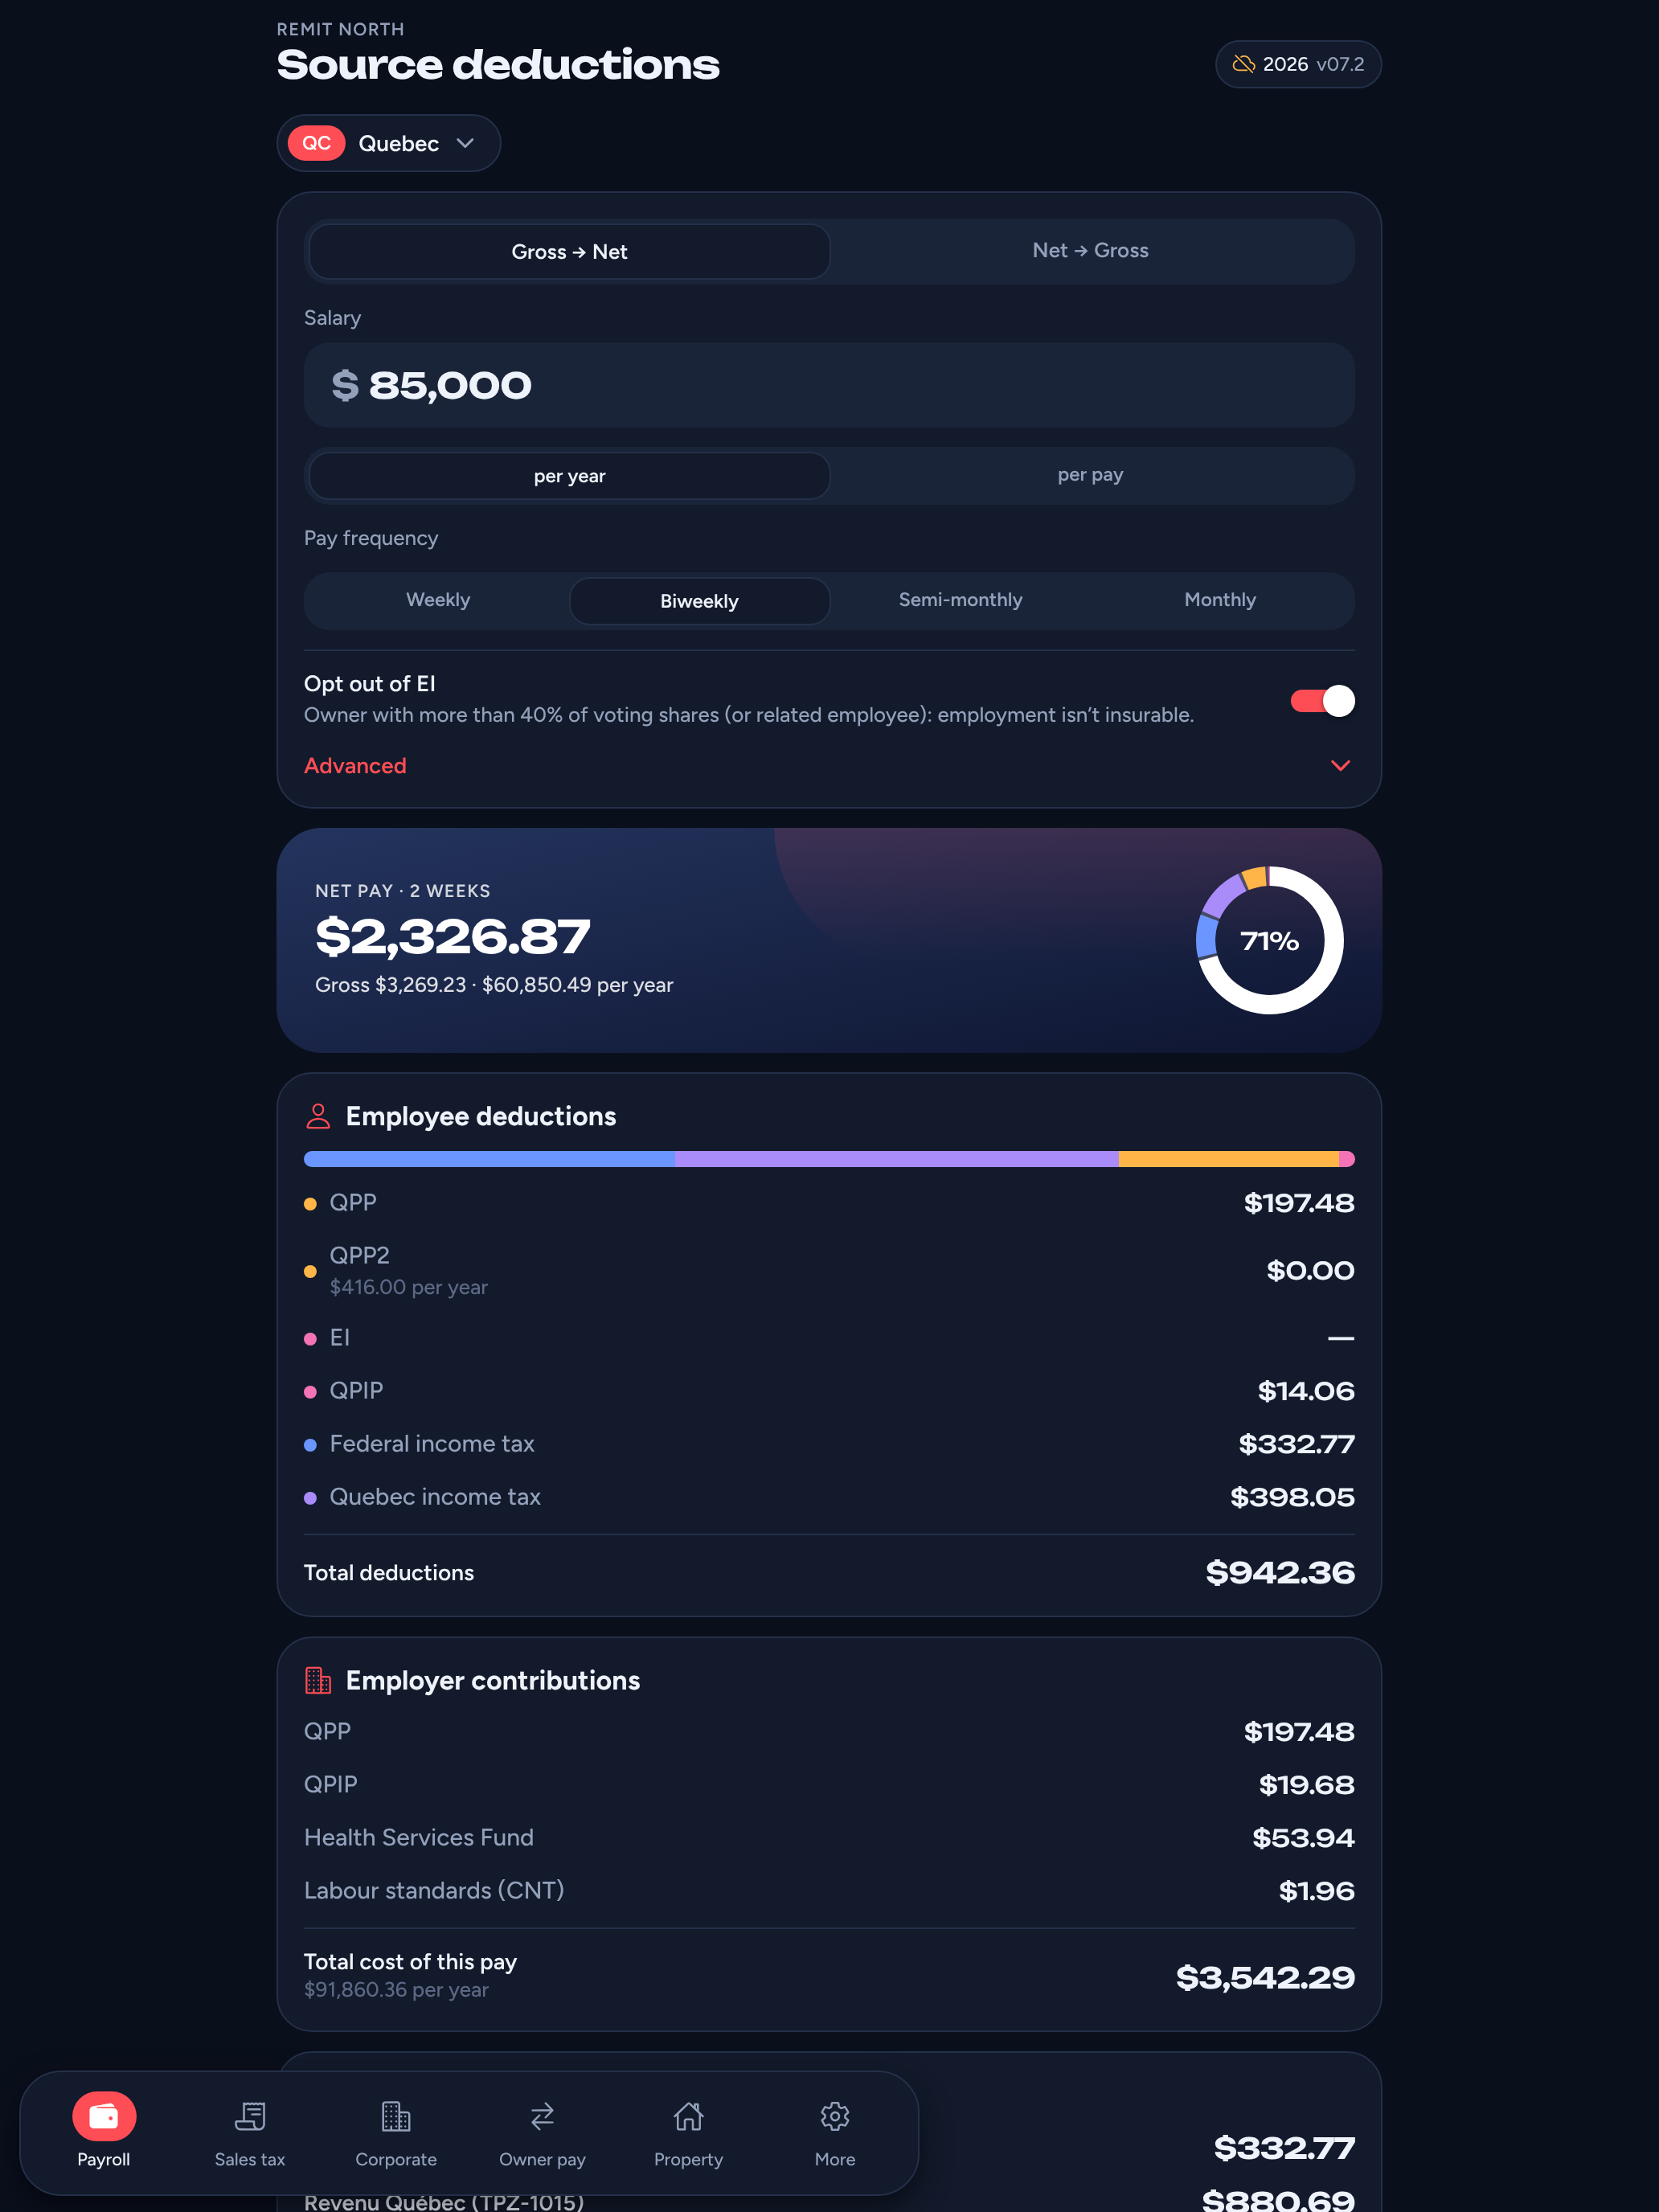 REMIT NORTH
Source deductions
2026 v07.2
QC Quebec
Gross → Net
Net → Gross
Salary
$ 85,000
per year
per pay
Pay frequency
Weekly
Biweekly
Semi-monthly
Monthly
Opt out of EI
Owner with more than 40% of voting shares (or related employee): employment isn’t insurable.
Advanced
NET PAY · 2 WEEKS
$2,326.87
Gross $3,269.23 · $60,850.49 per year
71%
Employee deductions
QPP $197.48
QPP2 $0.00
$416.00 per year
EI —
QPIP $14.06
Federal income tax $332.77
Quebec income tax $398.05
Total deductions $942.36
Employer contributions
QPP $197.48
QPIP $19.68
Health Services Fund $53.94
Labour standards (CNT) $1.96
Total cost of this pay $3,542.29
$91,860.36 per year
$332.77
Revenu Québec (TPZ-1015) $880.69
Payroll
Sales tax
Corporate
Owner pay
Property
More